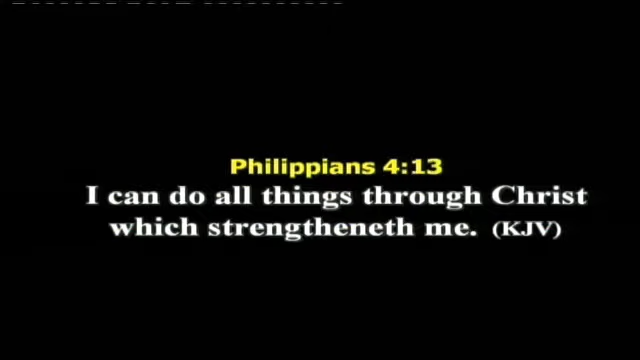 Philippians 4:13
I can do all things through Christ
which strengtheneth me. (KJV)